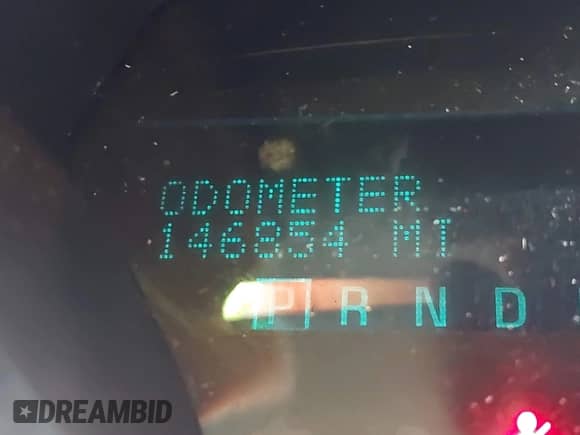 ODOMETER
146854 MI
P R N D
DREAMBID